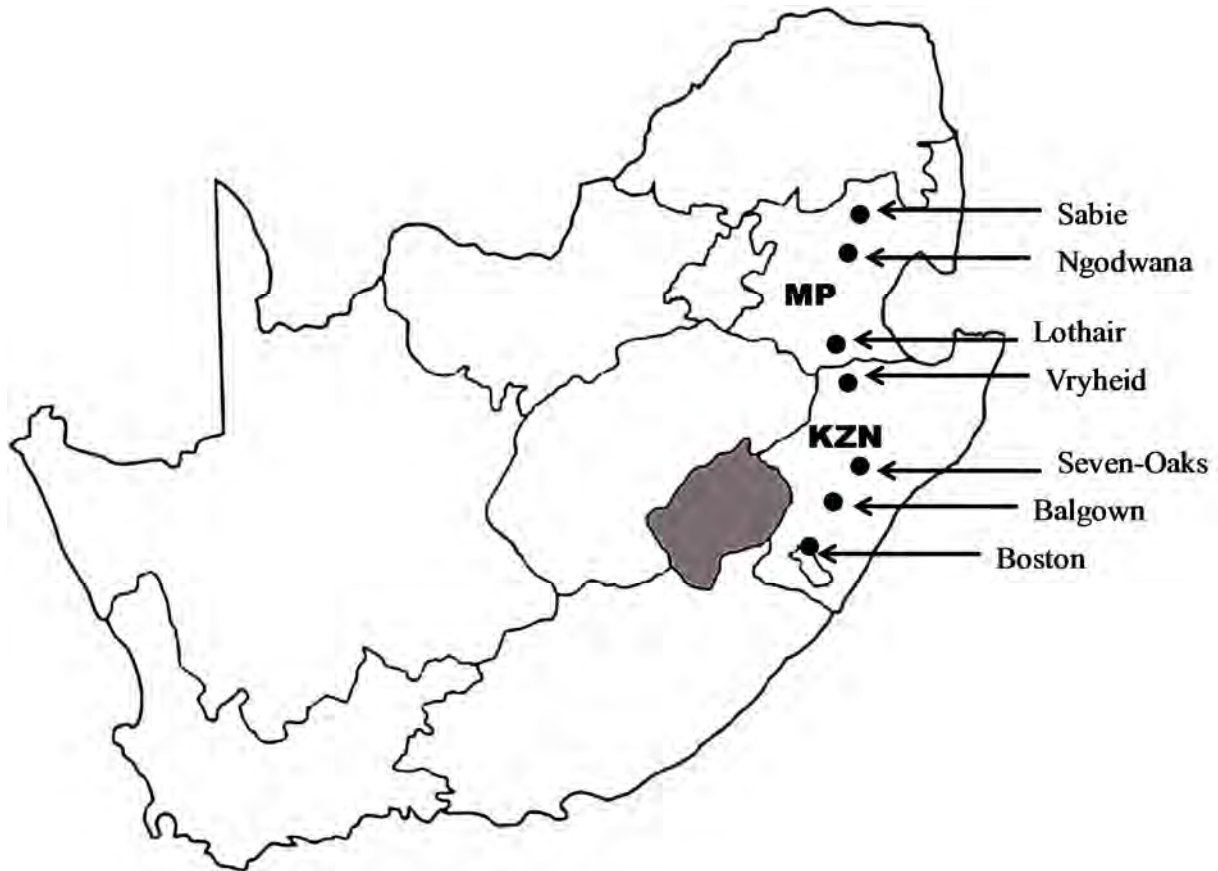 Sabie
Ngodwana
MP
Lothair
Vryheid
KZN
Seven-Oaks
Balgown
Boston